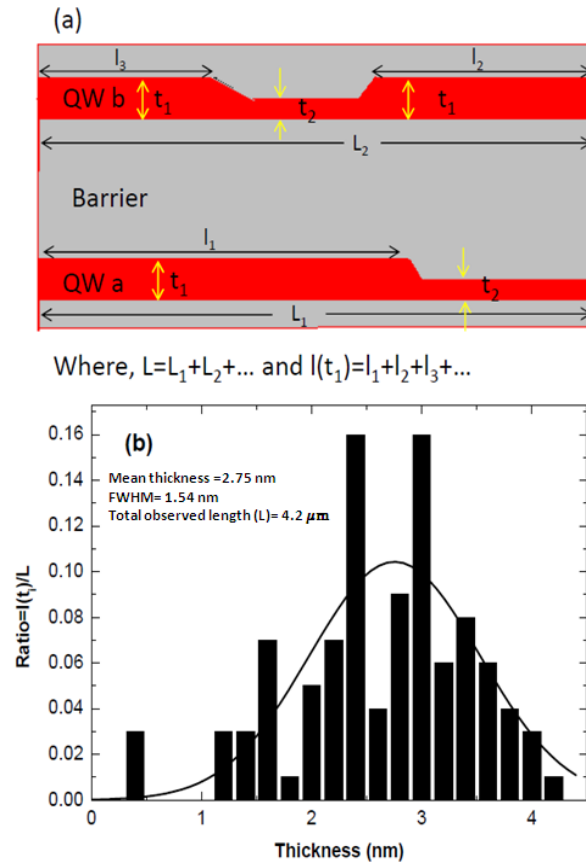 (a)
l₃ l₂
QW b t₁ t₂ t₁
L₂
Barrier
l₁
QW a t₁ t₂
L₁
Where, L=L₁+L₂+... and l(t₁)=l₁+l₂+l₃+...
(b)
Mean thickness =2.75 nm
FWHM= 1.54 nm
Total observed length (L)= 4.2 μm
Ratio=l(tᵢ)/L
0.16
0.14
0.12
0.10
0.08
0.06
0.04
0.02
0.00
0 1 2 3 4
Thickness (nm)